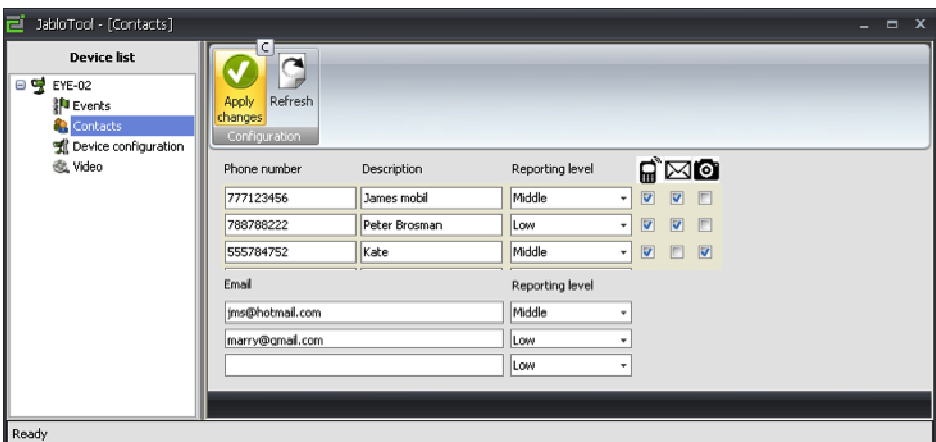 JabloTool - [Contacts]
Device list
EYE-02
Events
Contacts
Device configuration
Video
C
Apply changes
Refresh
Configuration
Phone number Description Reporting level
777123456 James mobil Middle
788788222 Peter Brosman Low
555784752 Kate Middle
Email Reporting level
jms@hotmail.com Middle
marry@gmail.com Low
Low
Ready